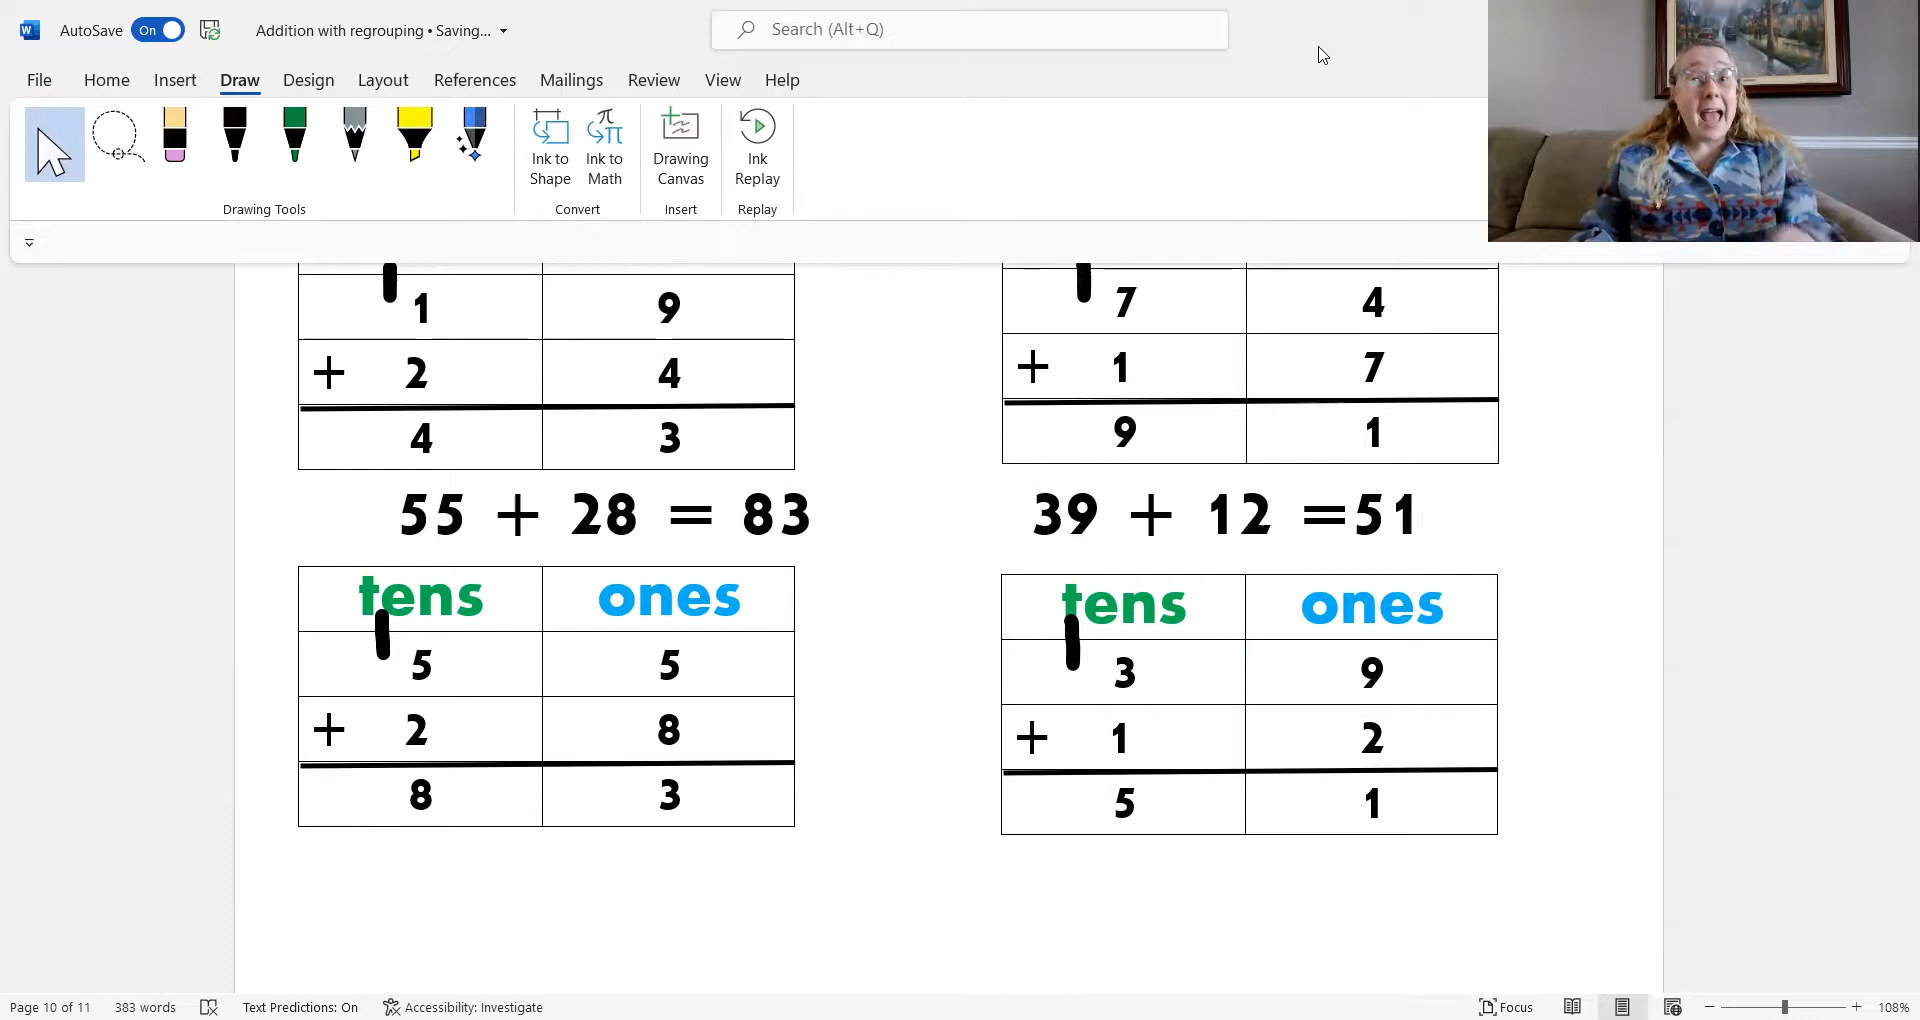 AutoSave On Addition with regrouping • Saving... Search (Alt+Q)
File Home Insert Draw Design Layout References Mailings Review View Help
Ink to Shape
Ink to Math
Drawing Canvas
Ink Replay
Drawing Tools Convert Insert Replay
1 9
+ 2 4
4 3
7 4
+ 1 7
9 1
55 + 28 = 83
39 + 12 =51
tens ones
1
5 5
+ 2 8
8 3
tens ones
1
3 9
+ 1 2
5 1
Page 10 of 11 383 words Text Predictions: On Accessibility: Investigate Focus 108%